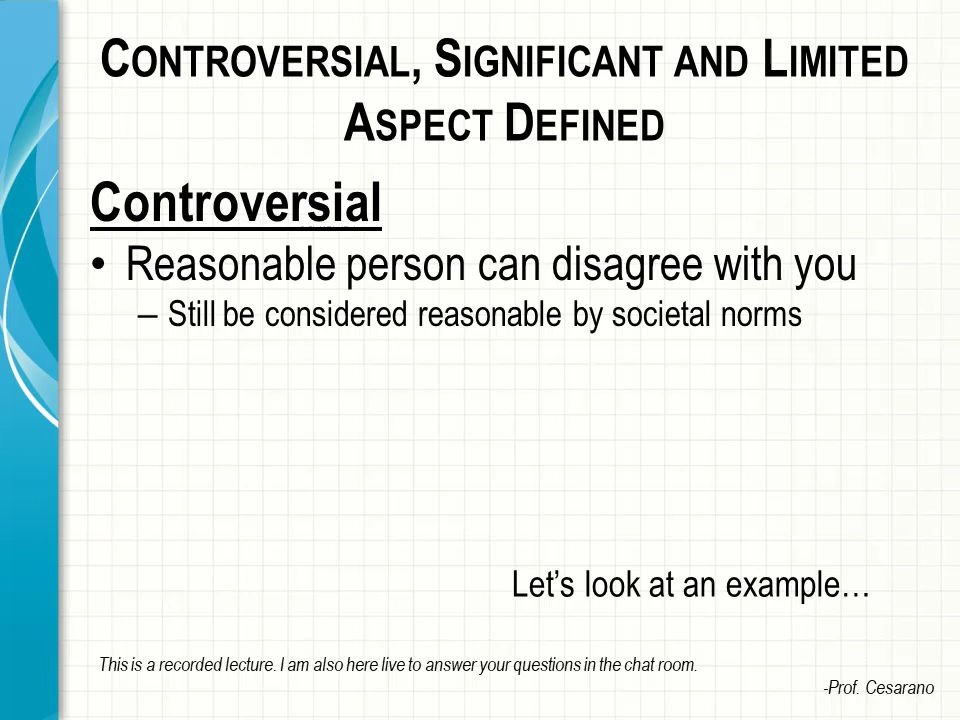 Controversial, Significant and Limited
Aspect Defined
Controversial
• Reasonable person can disagree with you
– Still be considered reasonable by societal norms
Let’s look at an example…
This is a recorded lecture. I am also here live to answer your questions in the chat room.
-Prof. Cesarano